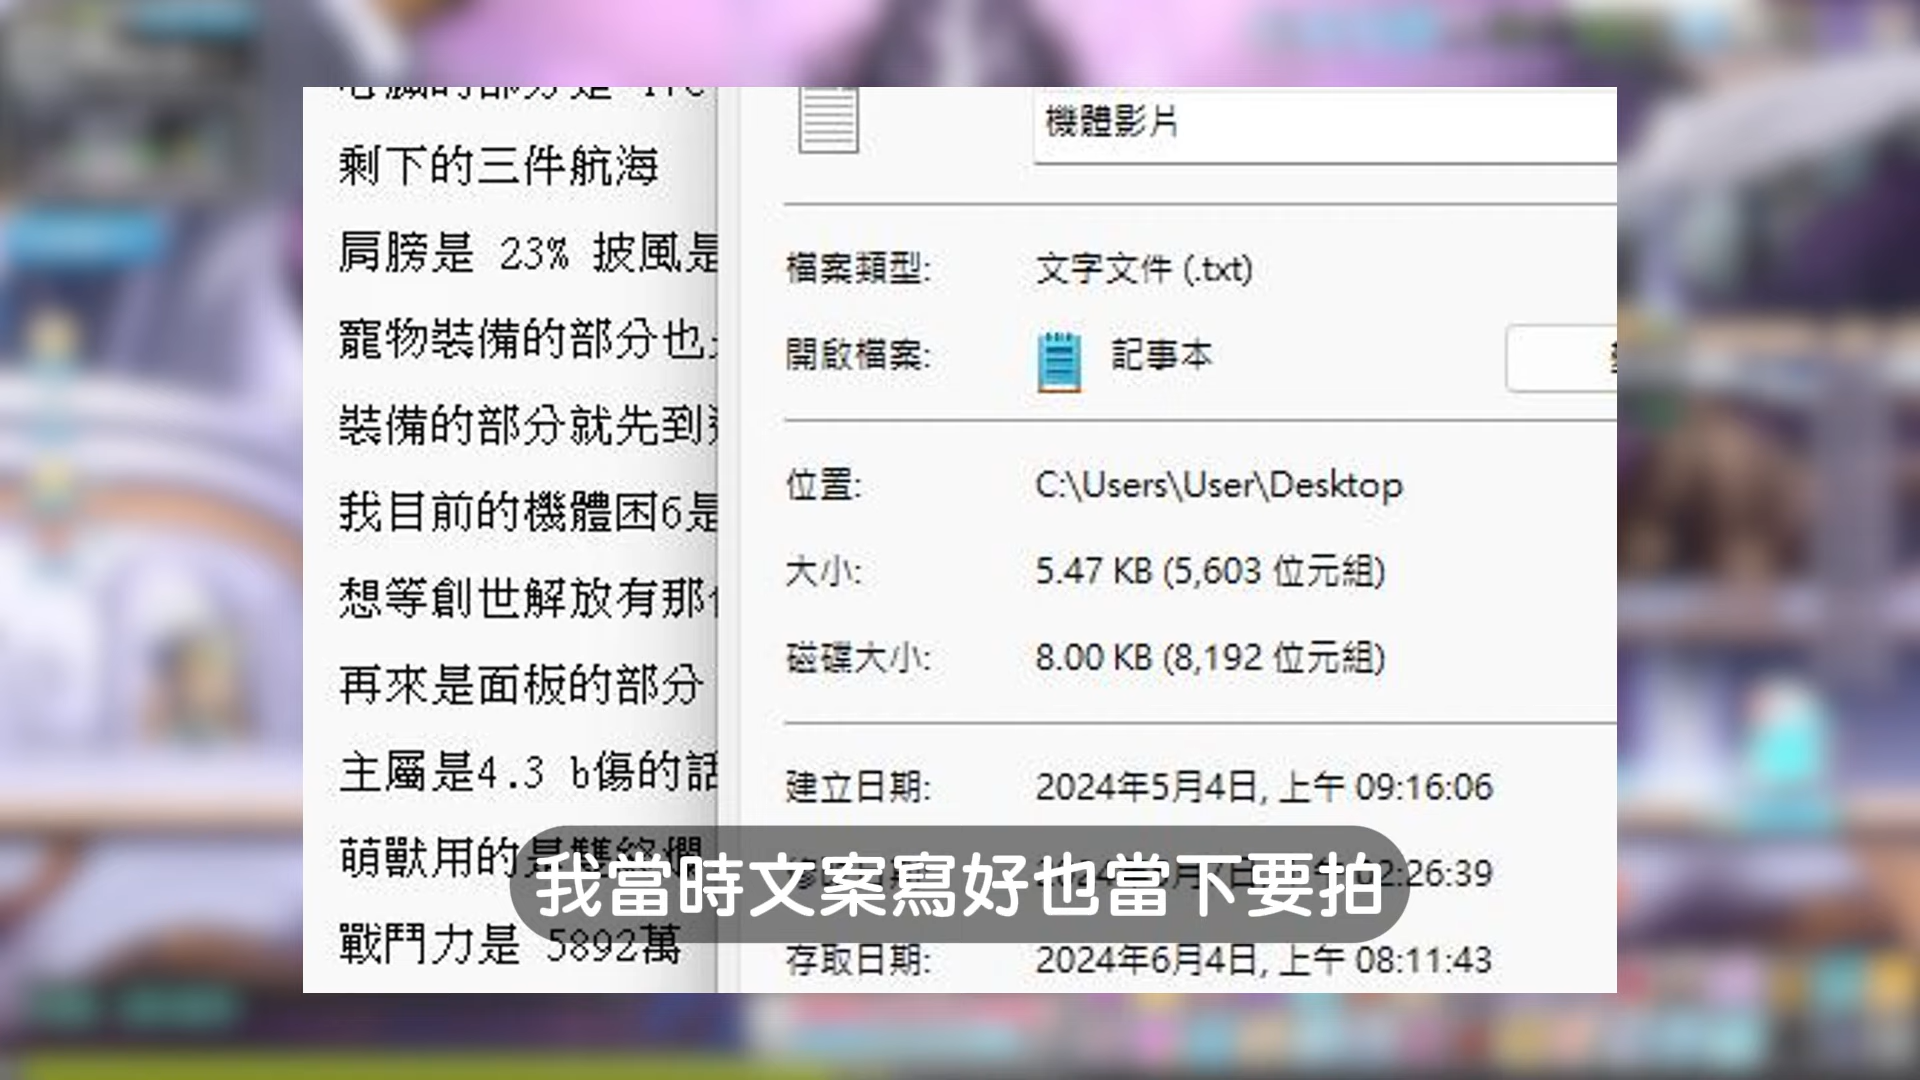 剩下的三件航海
肩膀是 23% 披風是
寵物裝備的部分也
裝備的部分就先到
我目前的機體困6是
想等創世解放有那
再來是面板的部分
主屬是4.3 b傷的話
萌獸用的是雙終
戰鬥力是 5892萬
機體影片
檔案類型: 文字文件 (.txt)
開啟檔案: 記事本
位置: C:\Users\User\Desktop
大小: 5.47 KB (5,603 位元組)
磁碟大小: 8.00 KB (8,192 位元組)
建立日期: 2024年5月4日, 上午 09:16:06
2:26:39
存取日期: 2024年6月4日, 上午 08:11:43
我當時文案寫好也當下要拍